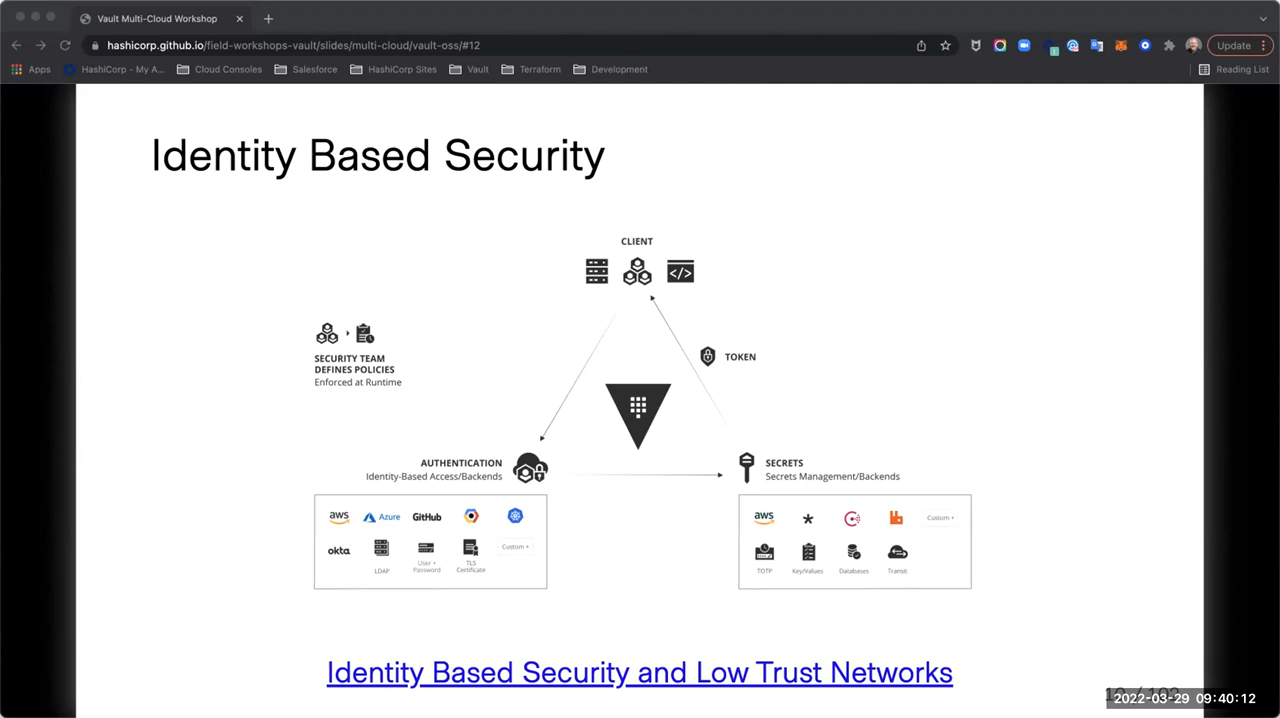 Vault Multi-Cloud Workshop
hashicorp.github.io/field-workshops-vault/slides/multi-cloud/vault-oss/#12
Update
Apps
HashiCorp - My A...
Cloud Consoles
Salesforce
HashiCorp Sites
Vault
Terraform
Development
Reading List
Identity Based Security
CLIENT
SECURITY TEAM
DEFINES POLICIES
Enforced at Runtime
TOKEN
AUTHENTICATION
Identity-Based Access/Backends
SECRETS
Secrets Management/Backends
aws
Azure
GitHub
okta
LDAP
User +
Password
TLS
Certificate
Custom +
aws
Custom +
TOTP
Key/Values
Databases
Transit
Identity Based Security and Low Trust Networks
2022-03-29 09:40:12